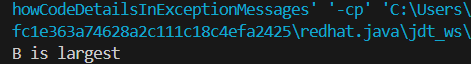 howCodeDetailsInExceptionMessages' '-cp' 'C:\Users\
fc1e363a74628a2c111c18c4efa2425\redhat.java\jdt_ws\
B is largest